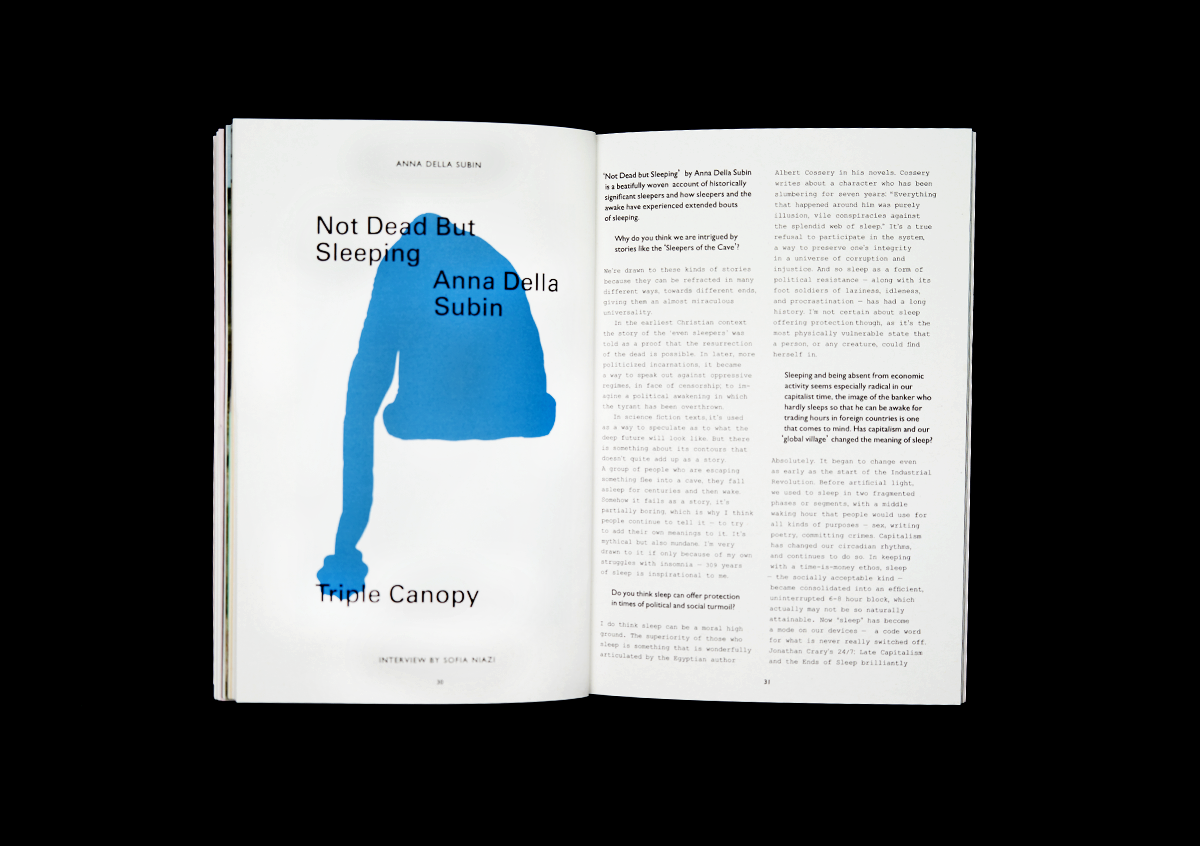 ANNA DELLA SUBIN
Not Dead But
Sleeping
Anna Della
Subin
Triple Canopy
INTERVIEW BY SOFIA NIAZI
30
'Not Dead but Sleeping' by Anna Della Subin
is a beatifully woven account of historically
significant sleepers and how sleepers and the
awake have experienced extended bouts
of sleeping.
Why do you think we are intrigued by
stories like the 'Sleepers of the Cave'?
We're drawn to these kinds of stories
because they can be refracted in many
different ways, towards different ends,
giving them an almost miraculous
universality.
In the earliest Christian context
the story of the 'even sleepers' was
told as a proof that the resurrection
of the dead is possible. In later, more
politicized incarnations, it became
a way to speak out against oppressive
regimes, in face of censorship; to im-
agine a political awakening in which
the tyrant has been overthrown.
In science fiction texts, it's used
as a way to speculate as to what the
deep future will look like. But there
is something about its contours that
doesn't quite add up as a story.
A group of people who are escaping
something flee into a cave, they fall
asleep for centuries and then wake.
Somehow it fails as a story, it's
partially boring, which is why I think
people continue to tell it — to try
to add their own meanings to it. It's
mythical but also mundane. I'm very
drawn to it if only because of my own
struggles with insomnia — 309 years
of sleep is inspirational to me.
Do you think sleep can offer protection
in times of political and social turmoil?
I do think sleep can be a moral high
ground. The superiority of those who
sleep is something that is wonderfully
articulated by the Egyptian author
Albert Cossery in his novels. Cossery
writes about a character who has been
slumbering for seven years: "Everything
that happened around him was purely
illusion, vile conspiracies against
the splendid web of sleep." It's a true
refusal to participate in the system,
a way to preserve one's integrity
in a universe of corruption and
injustice. And so sleep as a form of
political resistance — along with its
foot soldiers of laziness, idleness,
and procrastination — has had a long
history. I'm not certain about sleep
offering protection though, as it's the
most physically vulnerable state that
a person, or any creature, could find
herself in.
Sleeping and being absent from economic
activity seems especially radical in our
capitalist time, the image of the banker who
hardly sleeps so that he can be awake for
trading hours in foreign countries is one
that comes to mind. Has capitalism and our
'global village' changed the meaning of sleep?
Absolutely. It began to change even
as early as the start of the Industrial
Revolution. Before artificial light,
we used to sleep in two fragmented
phases or segments, with a middle
waking hour that people would use for
all kinds of purposes — sex, writing
poetry, committing crimes. Capitalism
has changed our circadian rhythms,
and continues to do so. In keeping
with a time-is-money ethos, sleep
— the socially acceptable kind —
became consolidated into an efficient,
uninterrupted 6-8 hour block, which
actually may not be so naturally
attainable. Now "sleep" has become
a mode on our devices — a code word
for what is never really switched off.
Jonathan Crary's 24/7: Late Capitalism
and the Ends of Sleep brilliantly
31